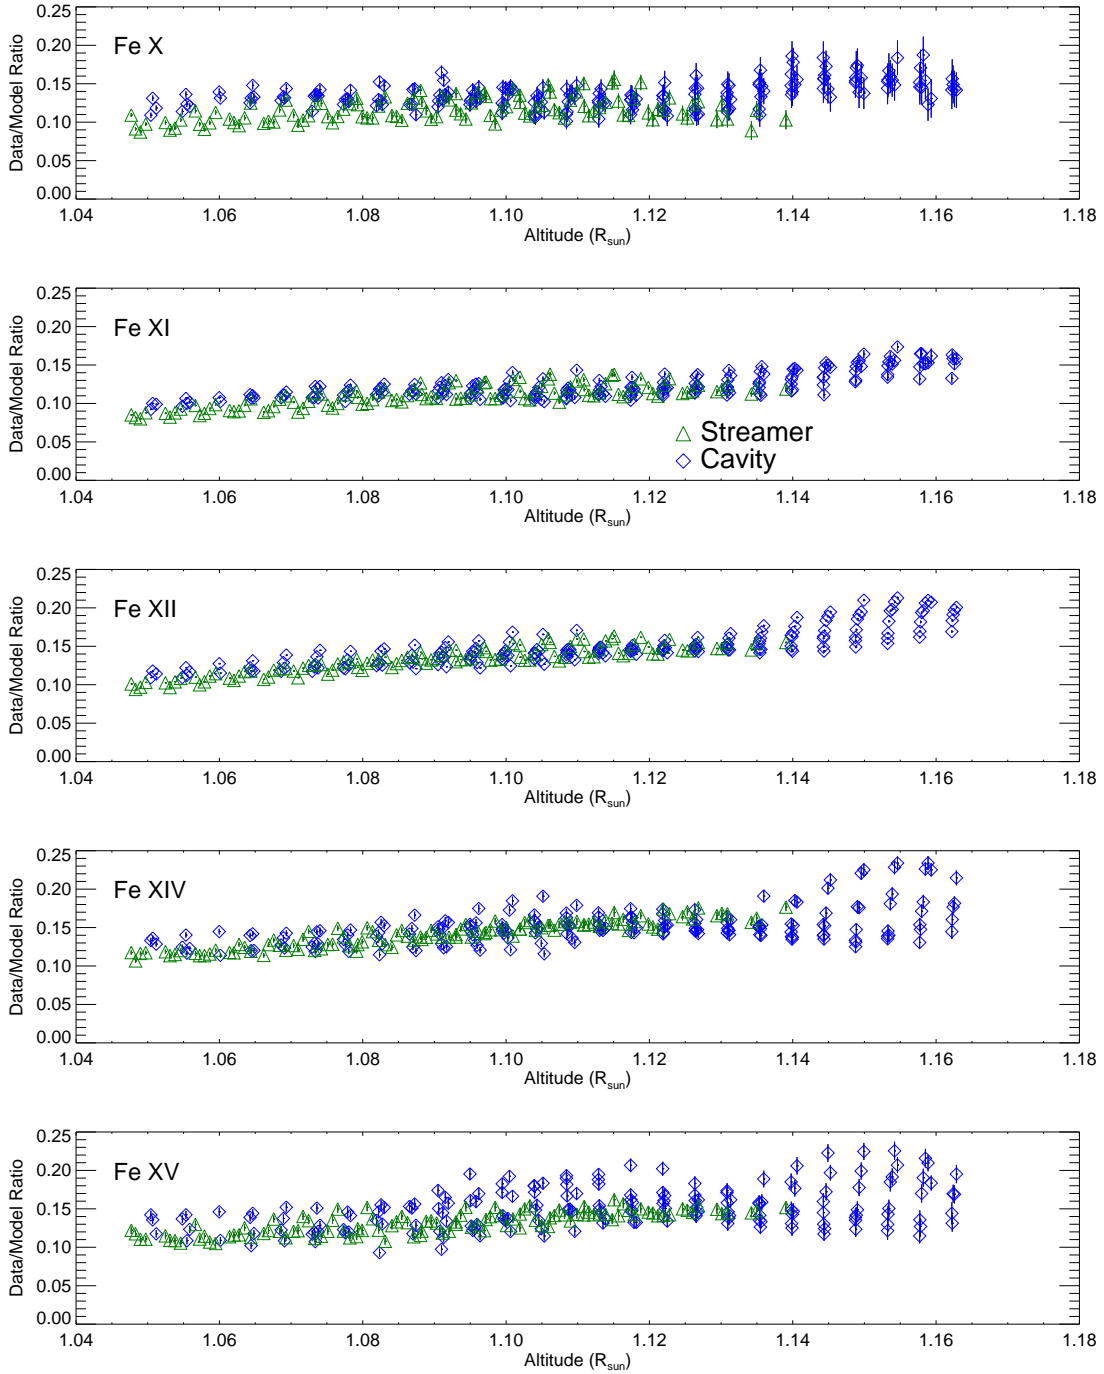 0.25
0.20
0.15
0.10
0.05
0.00
Data/Model Ratio
Fe X
1.04 1.06 1.08 1.10 1.12 1.14 1.16 1.18
Altitude (Rsun)
0.25
0.20
0.15
0.10
0.05
0.00
Data/Model Ratio
Fe XI
Streamer
Cavity
1.04 1.06 1.08 1.10 1.12 1.14 1.16 1.18
Altitude (Rsun)
0.25
0.20
0.15
0.10
0.05
0.00
Data/Model Ratio
Fe XII
1.04 1.06 1.08 1.10 1.12 1.14 1.16 1.18
Altitude (Rsun)
0.25
0.20
0.15
0.10
0.05
0.00
Data/Model Ratio
Fe XIV
1.04 1.06 1.08 1.10 1.12 1.14 1.16 1.18
Altitude (Rsun)
0.25
0.20
0.15
0.10
0.05
0.00
Data/Model Ratio
Fe XV
1.04 1.06 1.08 1.10 1.12 1.14 1.16 1.18
Altitude (Rsun)